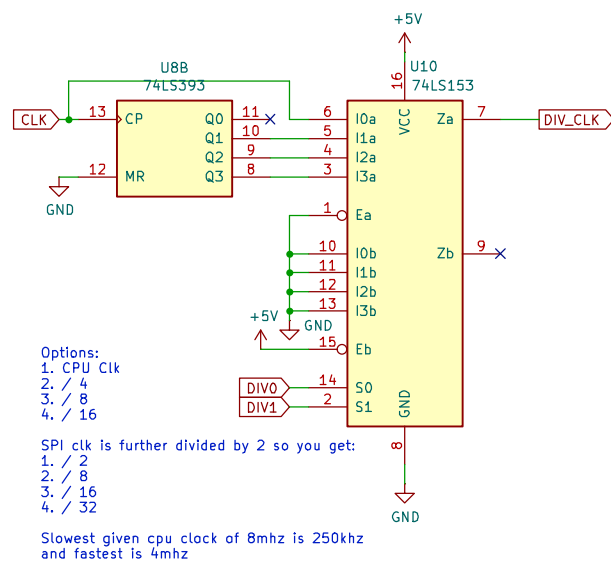 +5V
U8B
74LS393
U10
74LS153
16
VCC
CLK
13
CP
Q0
11
Q1
10
Q2
9
Q3
8
12
MR
GND
6
I0a
Za
7
DIV_CLK
5
I1a
4
I2a
3
I3a
1
Ea
10
I0b
Zb
9
11
I1b
12
I2b
13
I3b
+5V
GND
15
Eb
DIV0
14
S0
DIV1
2
S1
GND
8
GND
Options:
1. CPU Clk
2. / 4
3. / 8
4. / 16
SPI clk is further divided by 2 so you get:
1. / 2
2. / 8
3. / 16
4. / 32
Slowest given cpu clock of 8mhz is 250khz
and fastest is 4mhz